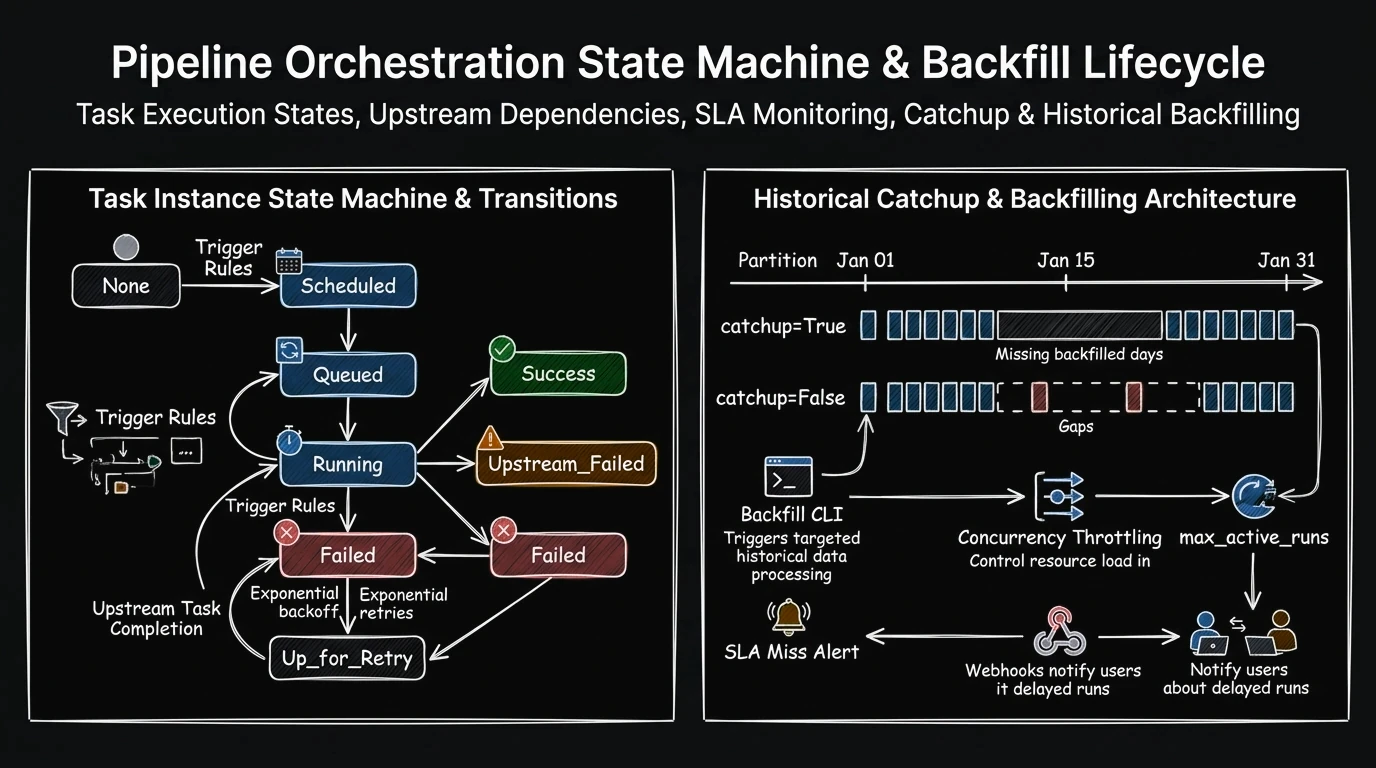 Pipeline Orchestration State Machine & Backfill Lifecycle
Task Execution States, Upstream Dependencies, SLA Monitoring, Catchup & Historical Backfilling
Task Instance State Machine & Transitions
None
Trigger
Rules
Scheduled
Queued
Success
Trigger Rules
...
Running
Upstream_Failed
Trigger Rules
Failed
Failed
Exponential
backoff
Exponential
retries
Upstream Task
Completion
Up_for_Retry
Historical Catchup & Backfilling Architecture
Partition
Jan 01
Jan 15
Jan 31
catchup=True
Missing backfilled days
catchup=False
Gaps
>_
Backfill CLI
Triggers targeted
historical data
processing
Concurrency Throttling
Control resource load in
max_active_runs
SLA Miss Alert
Webhooks notify users
it delayed runs
Notify users
about delayed runs